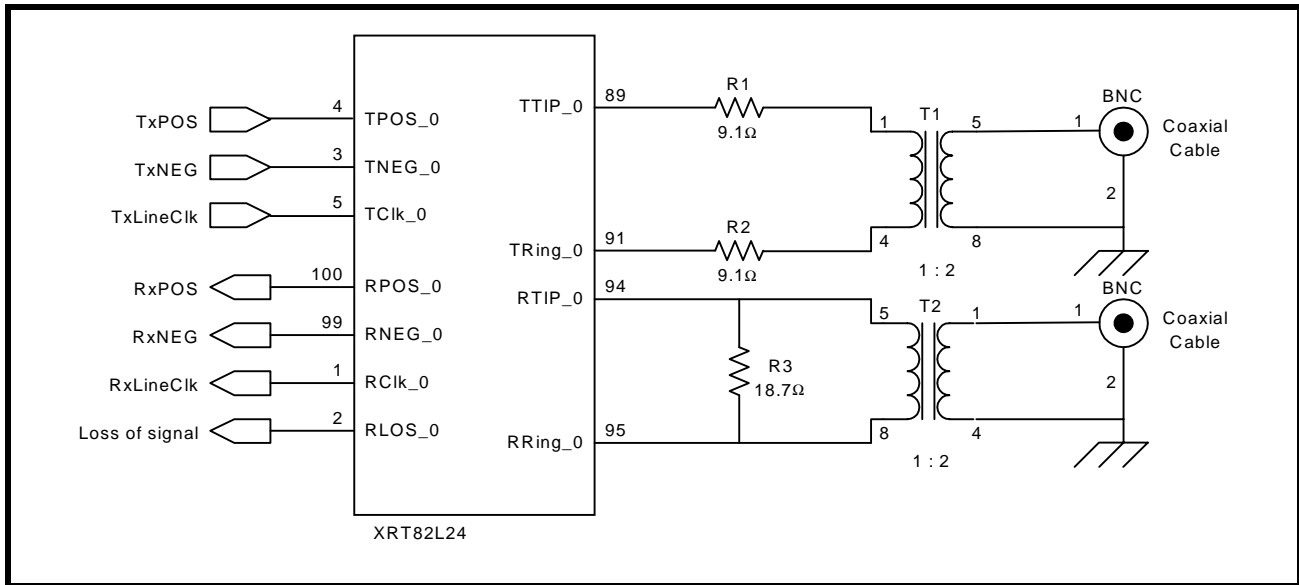 TxPOS
4
TPOS_0
TxNEG
3
TNEG_0
TxLineClk
5
TClk_0
RxPOS
100
RPOS_0
RxNEG
99
RNEG_0
RxLineClk
1
RClk_0
Loss of signal
2
RLOS_0
XRT82L24
TTIP_0
89
R1
9.1Ω
TRing_0
91
R2
9.1Ω
T1
1
4
5
8
1 : 2
BNC
1
2
Coaxial
Cable
RTIP_0
94
R3
18.7Ω
RRing_0
95
T2
5
8
1
4
1 : 2
BNC
1
2
Coaxial
Cable